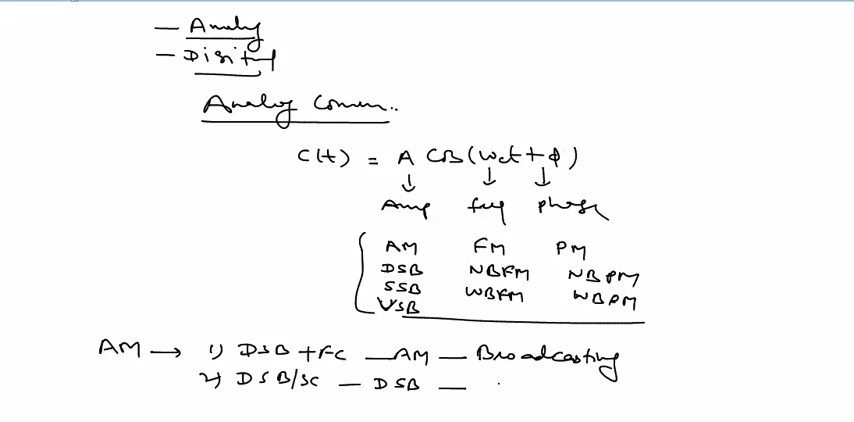 — Analog
— Digital
Analog Comm..
C(t) = A Cos(wct+φ)
↓ ↓ ↓
Amp freq phase
AM FM PM
DSB NBFM NBPM
SSB WBFM WBPM
VSB
AM → 1) DSB+FC — AM — Broadcasting
2) DSB/SC — DSB —